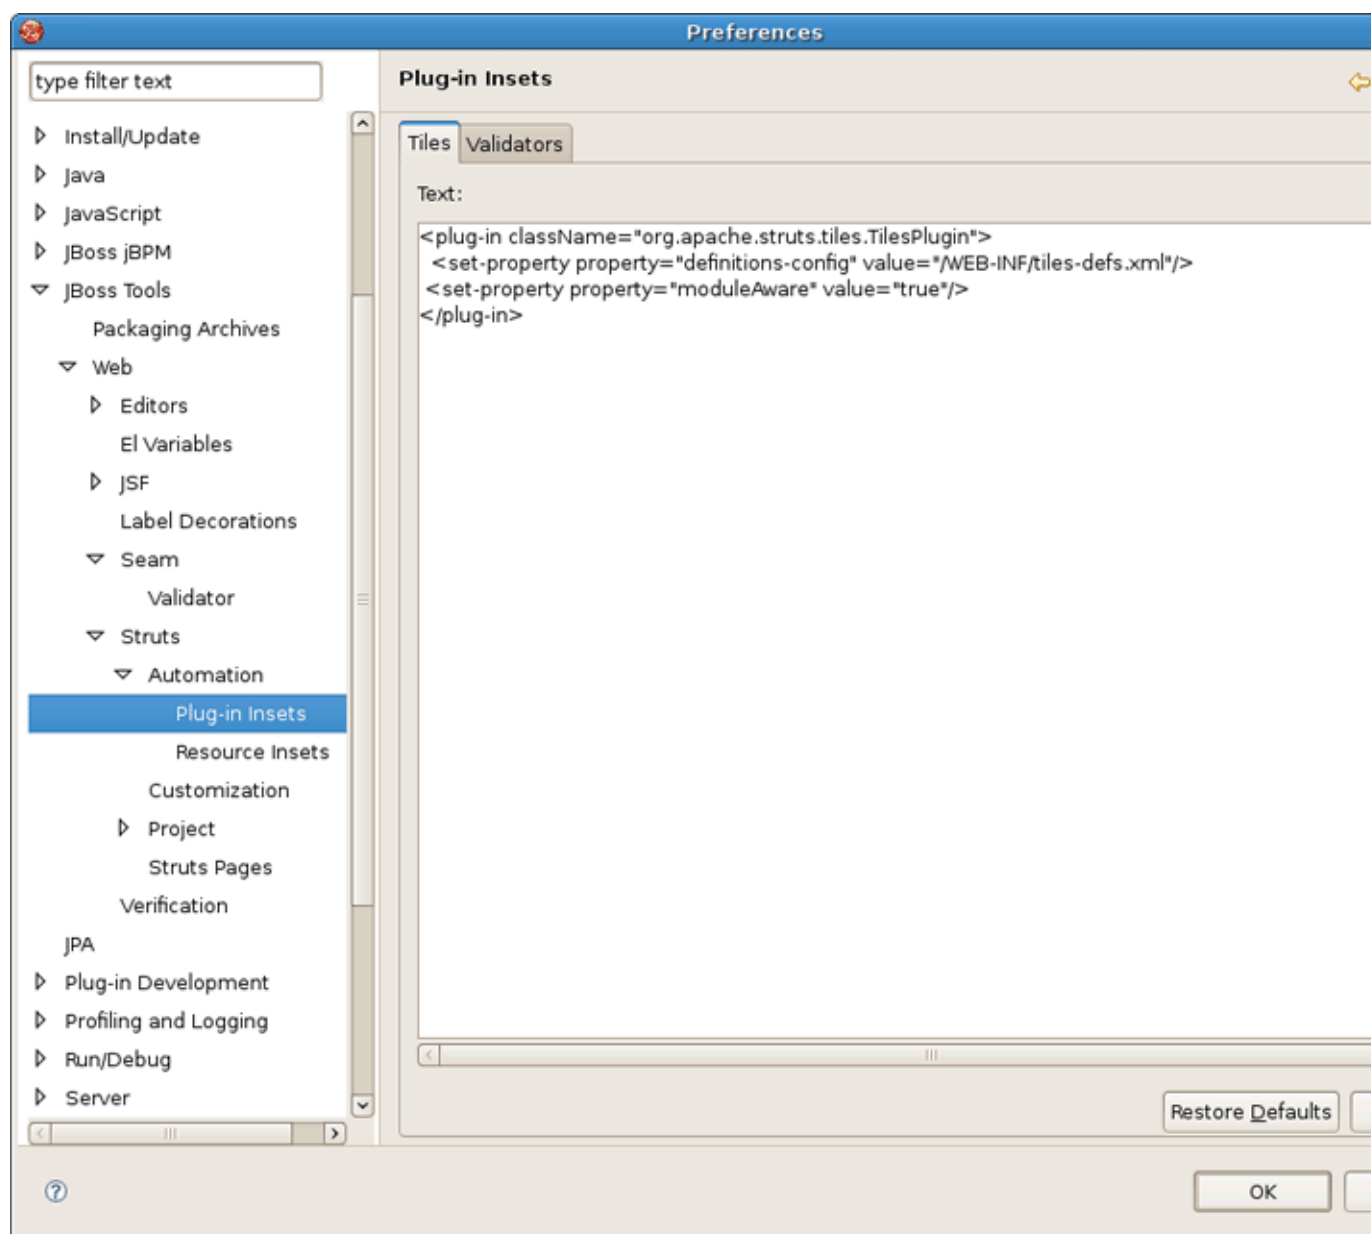 Preferences
type filter text
Install/Update
Java
JavaScript
JBoss jBPM
JBoss Tools
Packaging Archives
Web
Editors
El Variables
JSF
Label Decorations
Seam
Validator
Struts
Automation
Plug-in Insets
Resource Insets
Customization
Project
Struts Pages
Verification
JPA
Plug-in Development
Profiling and Logging
Run/Debug
Server
Plug-in Insets
Tiles Validators
Text:
<plug-in className="org.apache.struts.tiles.TilesPlugin">
<set-property property="definitions-config" value="/WEB-INF/tiles-defs.xml"/>
<set-property property="moduleAware" value="true"/>
</plug-in>
Restore Defaults
OK